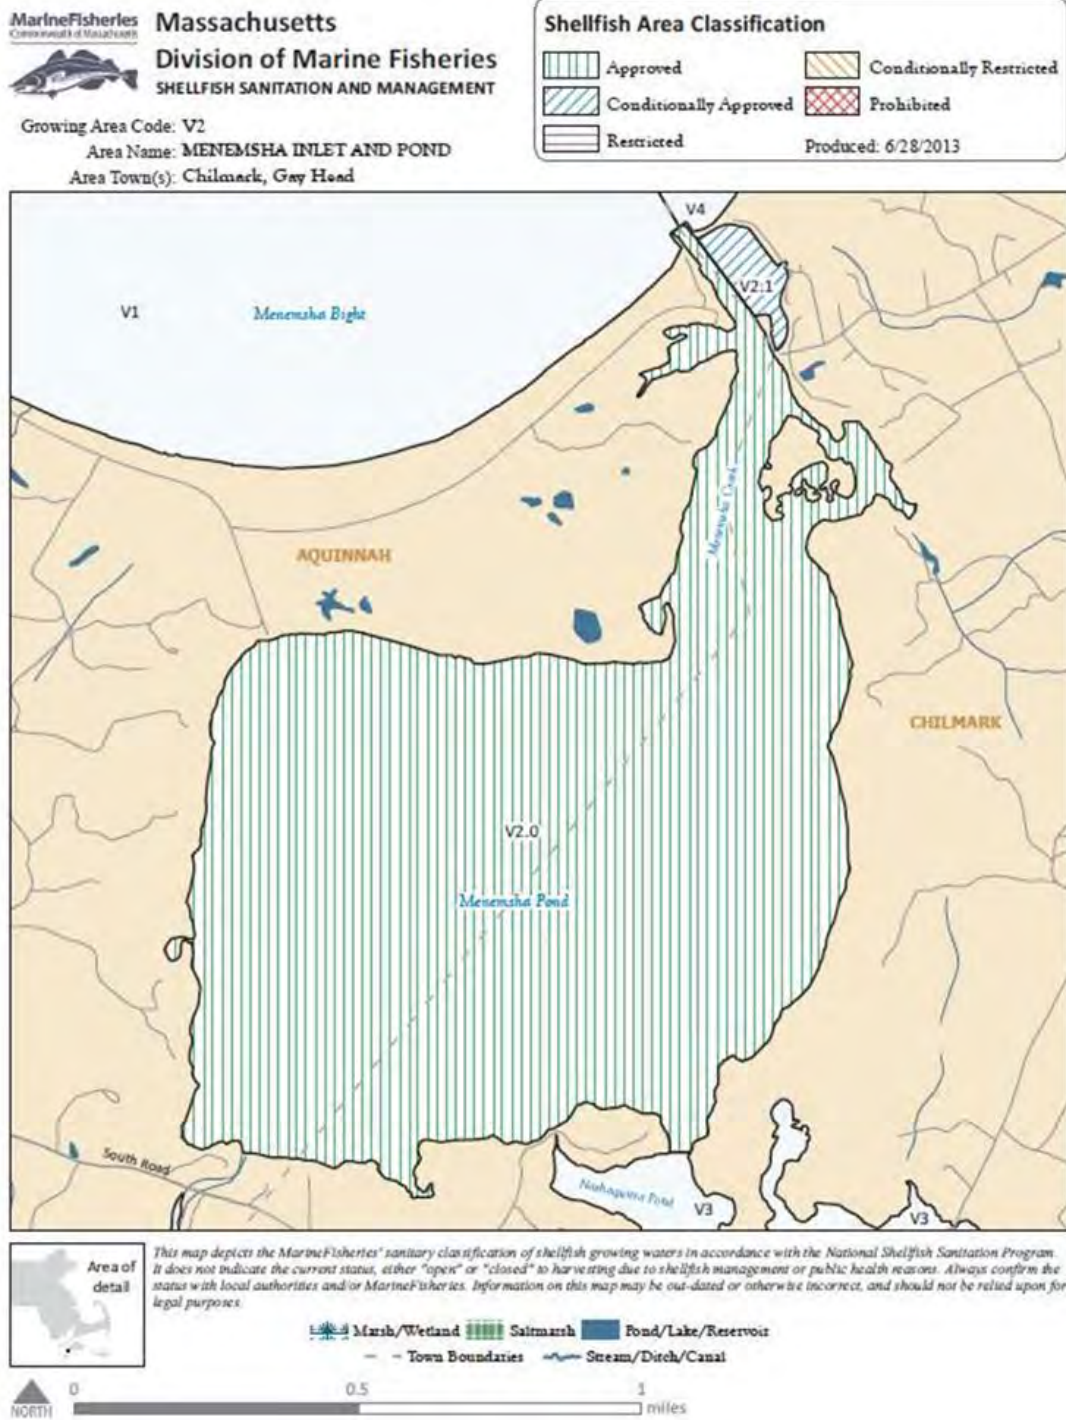 MarineFisheries
Commonwealth of Massachusetts
Massachusetts
Division of Marine Fisheries
SHELLFISH SANITATION AND MANAGEMENT
Growing Area Code: V2
Area Name: MENEMSHA INLET AND POND
Area Town(s): Chilmark, Gay Head
Shellfish Area Classification
Approved
Conditionally Approved
Restricted
Conditionally Restricted
Prohibited
Produced: 6/28/2013
V4
V1
Menemsha Bight
V2.1
Menemsha Creek
AQUINNAH
CHILMARK
V2.0
Menemsha Pond
South Road
Nashaquitsa Pond
V3
V3
Area of
detail
This map depicts the MarineFisheries' sanitary classification of shellfish growing waters in accordance with the National Shellfish Sanitation Program.
It does not indicate the current status, either "open" or "closed" to harvesting due to shellfish management or public health reasons. Always confirm the
status with local authorities and/or MarineFisheries. Information on this map may be out-dated or otherwise incorrect, and should not be relied upon for
legal purposes.
Marsh/Wetland Saltmarsh Pond/Lake/Reservoir
Town Boundaries Stream/Ditch/Canal
NORTH
0 0.5 1
miles